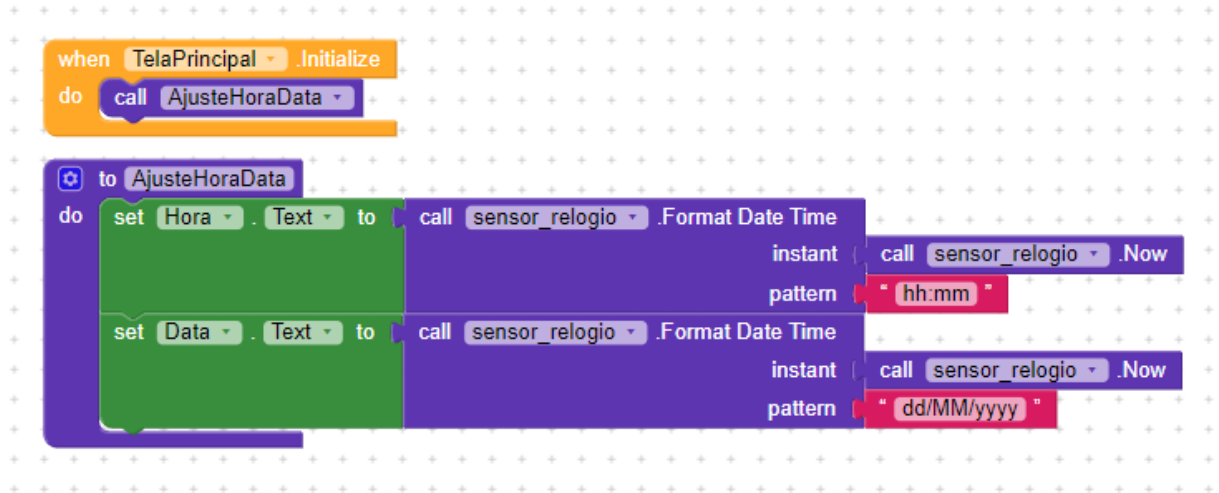 when TelaPrincipal .Initialize
do call AjusteHoraData
to AjusteHoraData
do set Hora . Text to call sensor_relogio .Format Date Time
instant call sensor_relogio .Now
pattern " hh:mm "
set Data . Text to call sensor_relogio .Format Date Time
instant call sensor_relogio .Now
pattern " dd/MM/yyyy "